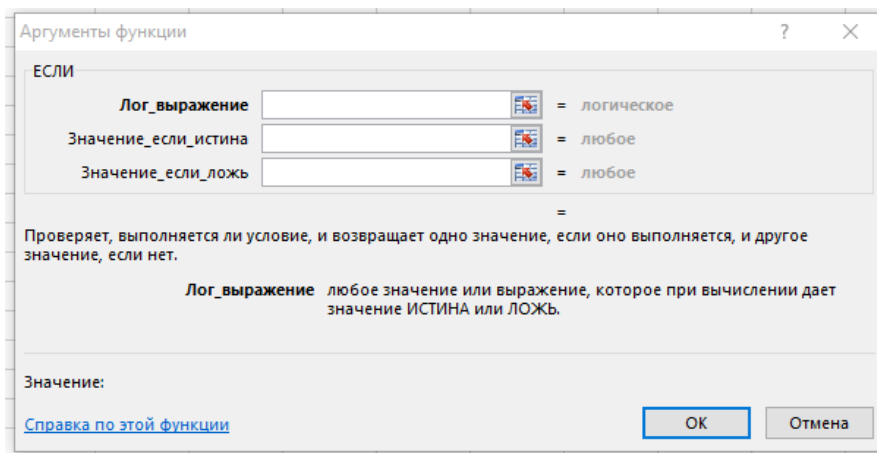 Аргументы функции ?
ЕСЛИ
Лог_выражение = логическое
Значение_если_истина = любое
Значение_если_ложь = любое
=
Проверяет, выполняется ли условие, и возвращает одно значение, если оно выполняется, и другое
значение, если нет.
Лог_выражение любое значение или выражение, которое при вычислении дает
значение ИСТИНА или ЛОЖЬ.
Значение:
Справка по этой функции OK Отмена